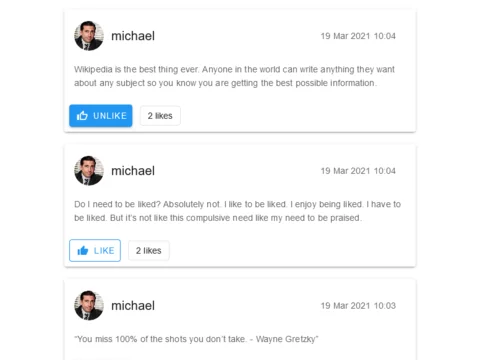 michael
19 Mar 2021 10:04
Wikipedia is the best thing ever. Anyone in the world can write anything they want
about any subject so you know you are getting the best possible information.
UNLIKE
2 likes
michael
19 Mar 2021 10:04
Do I need to be liked? Absolutely not. I like to be liked. I enjoy being liked. I have to
be liked. But it's not like this compulsive need like my need to be praised.
LIKE
2 likes
michael
19 Mar 2021 10:03
“You miss 100% of the shots you don’t take. - Wayne Gretzky”